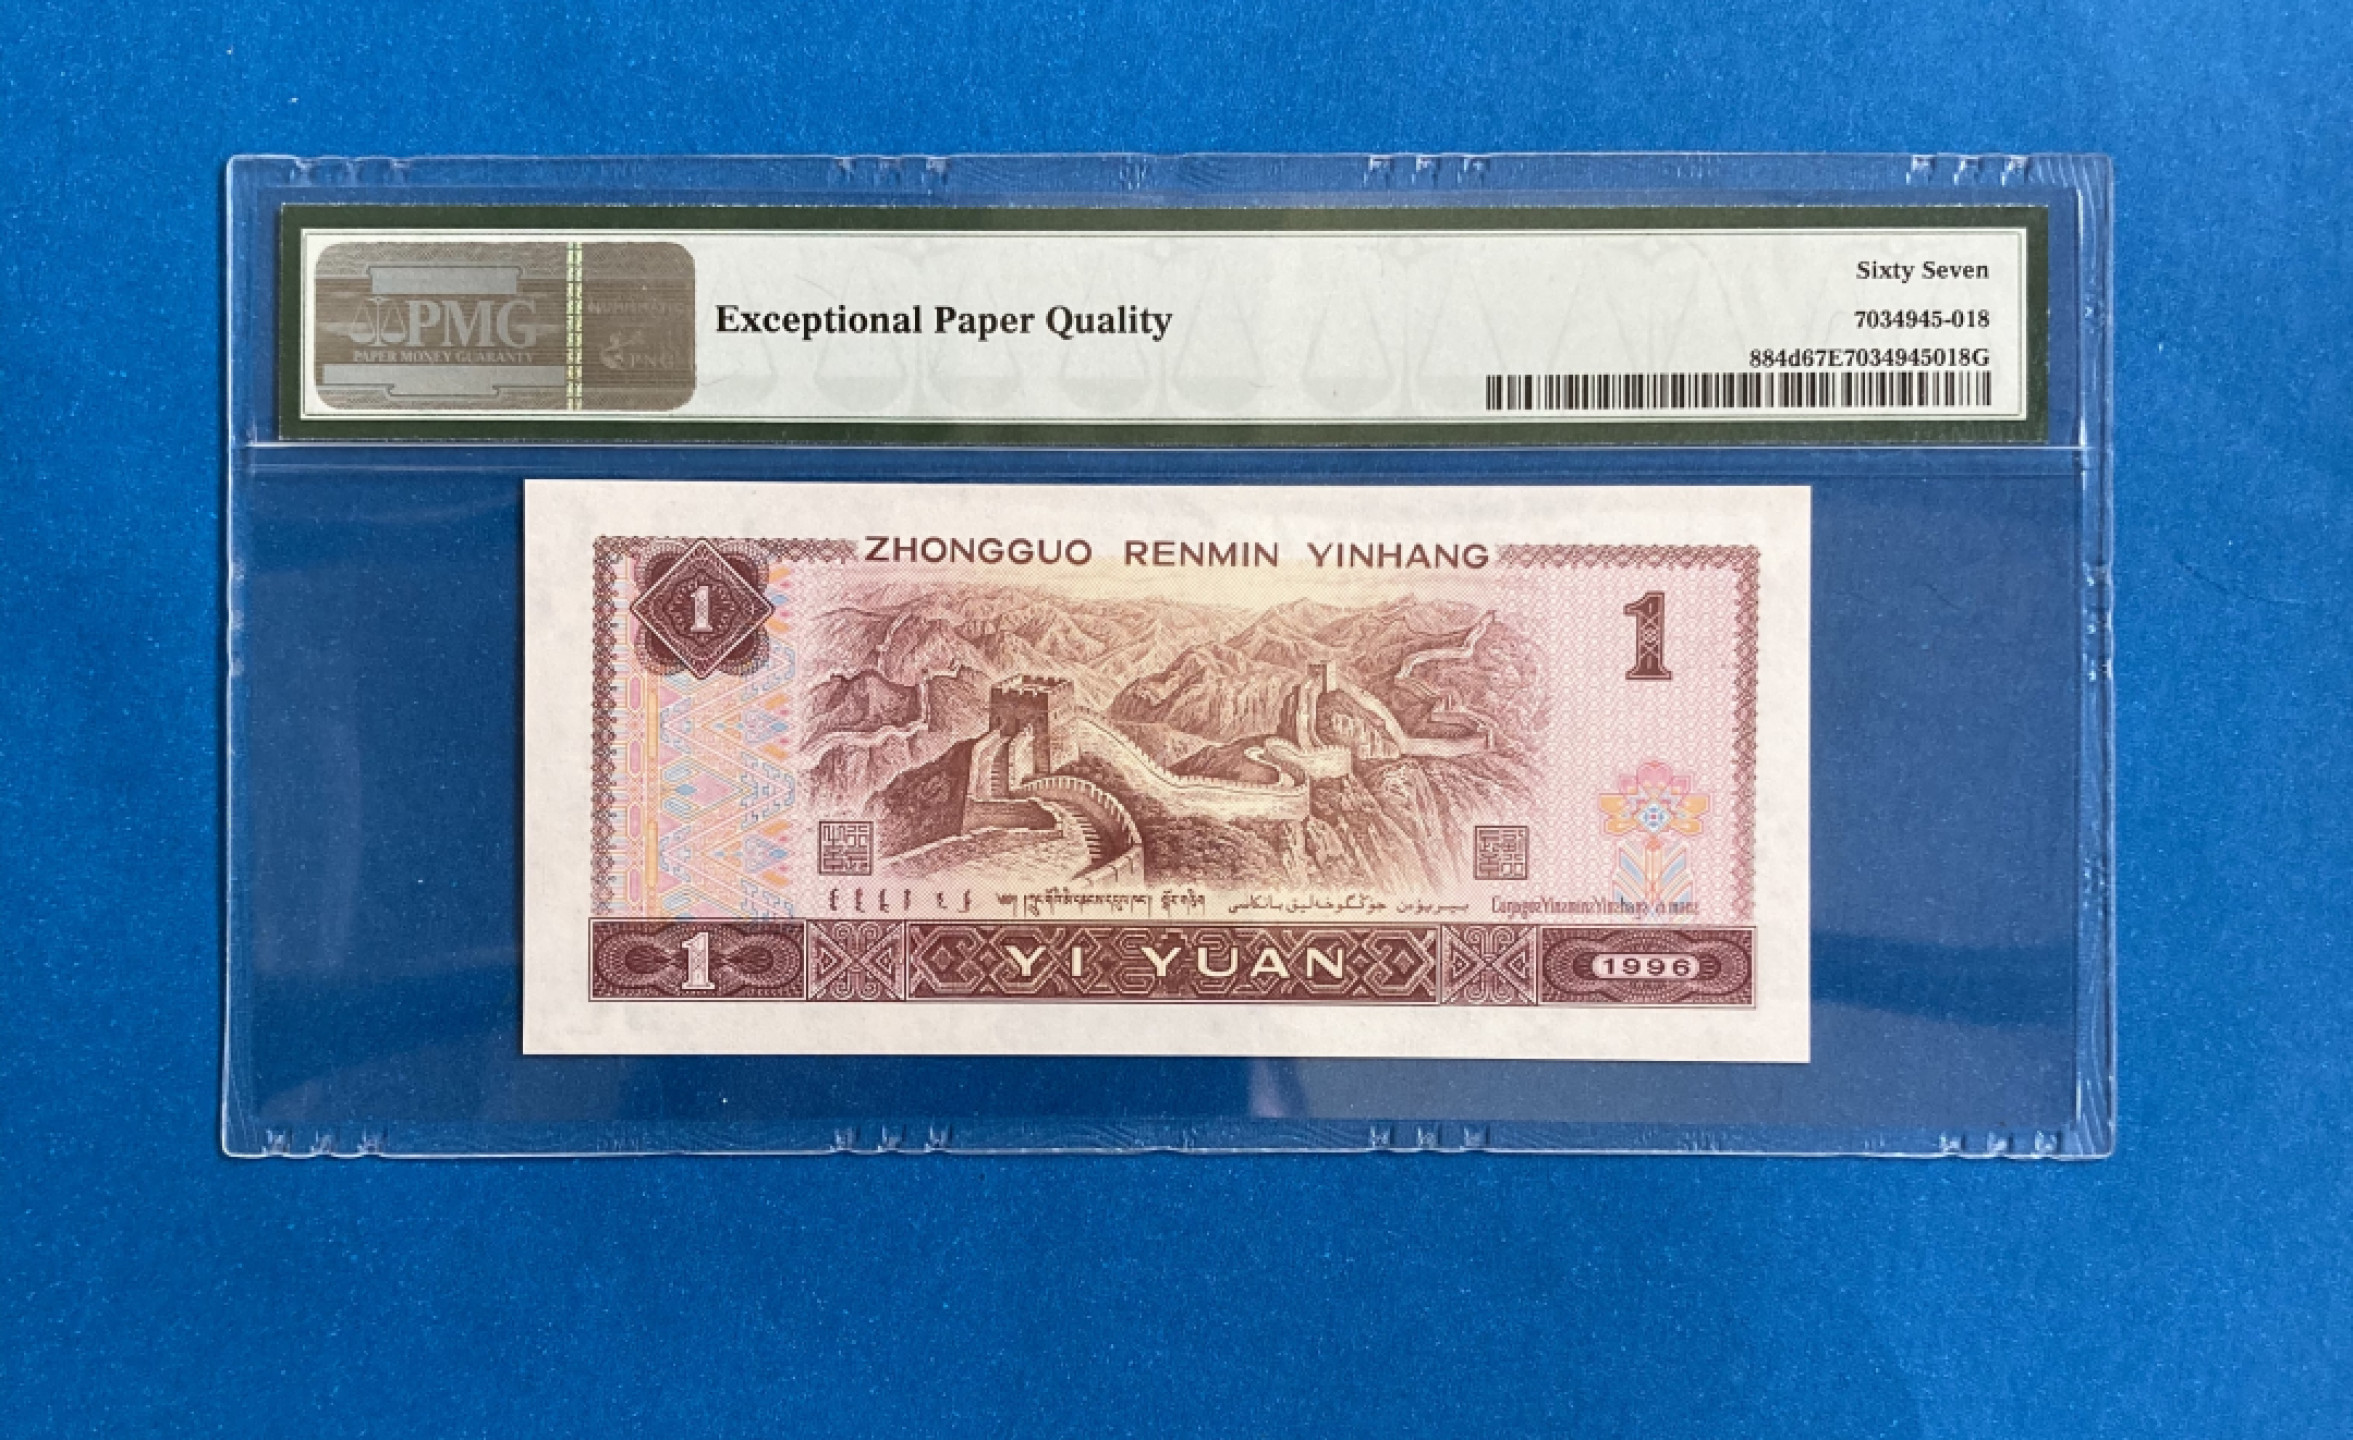 PMG
PAPER MONEY GUARANTY
PNG
Exceptional Paper Quality
Sixty Seven
7034945-018
884d67E7034945018G
ZHONGGUO RENMIN YINHANG
1
1
1
YI YUAN
1996